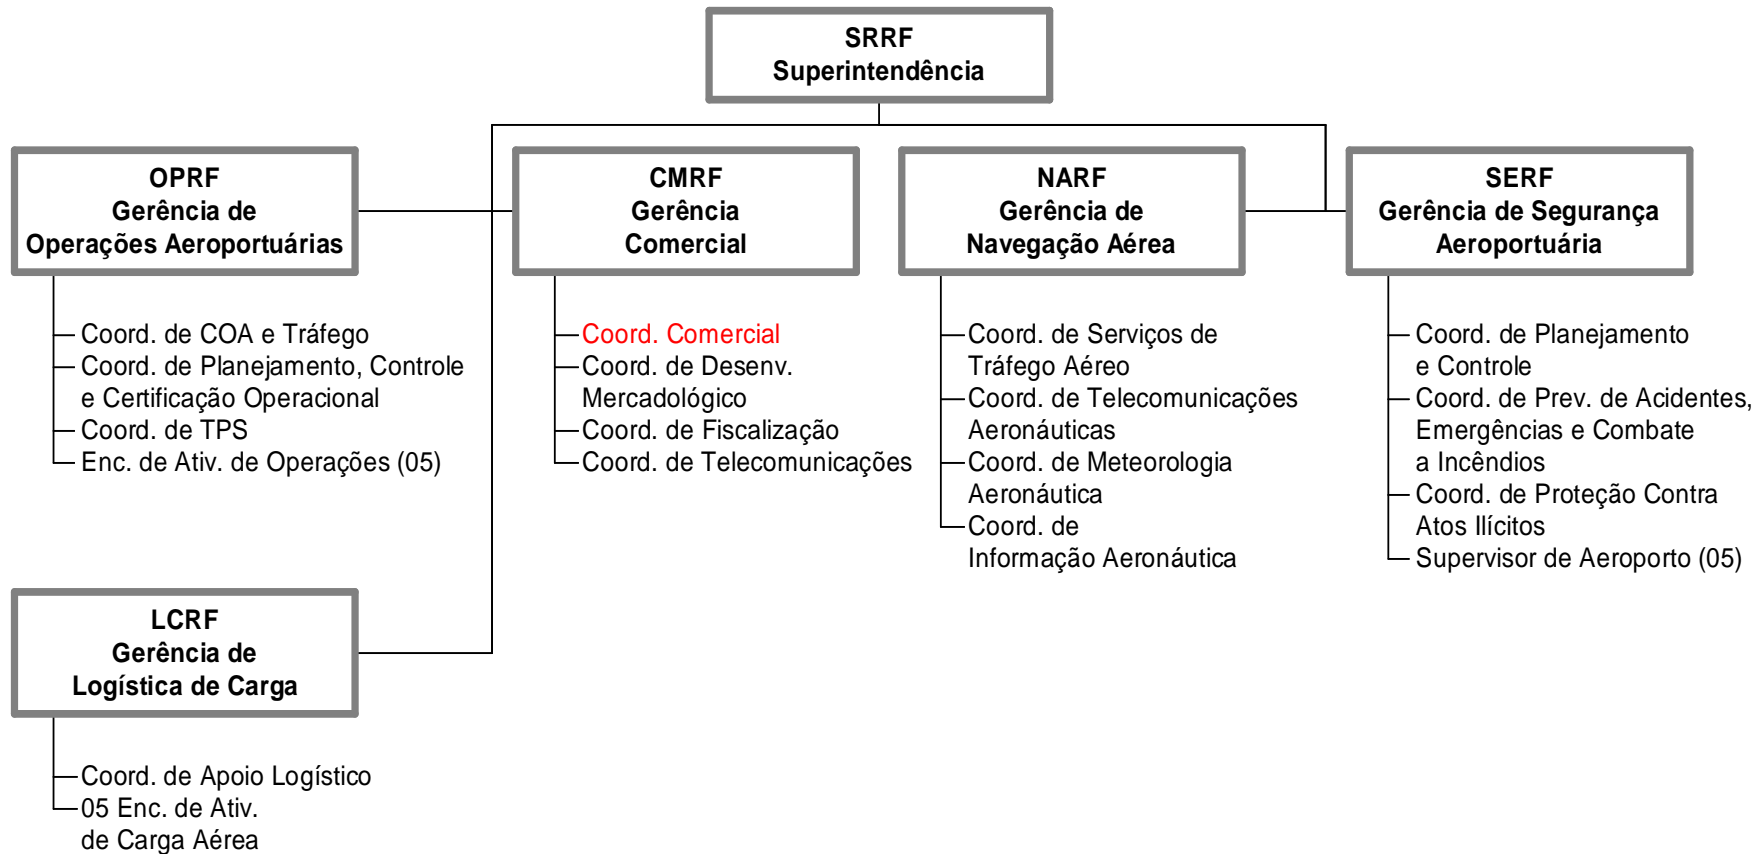 SRRF
Superintendência
OPRF
Gerência de
Operações Aeroportuárias
Coord. de COA e Tráfego
Coord. de Planejamento, Controle
e Certificação Operacional
Coord. de TPS
Enc. de Ativ. de Operações (05)
CMRF
Gerência
Comercial
Coord. Comercial
Coord. de Desenv.
Mercadológico
Coord. de Fiscalização
Coord. de Telecomunicações
NARF
Gerência de
Navegação Aérea
Coord. de Serviços de
Tráfego Aéreo
Coord. de Telecomunicações
Aeronáuticas
Coord. de Meteorologia
Aeronáutica
Coord. de
Informação Aeronáutica
SERF
Gerência de Segurança
Aeroportuária
Coord. de Planejamento
e Controle
Coord. de Prev. de Acidentes,
Emergências e Combate
a Incêndios
Coord. de Proteção Contra
Atos Ilícitos
Supervisor de Aeroporto (05)
LCRF
Gerência de
Logística de Carga
Coord. de Apoio Logístico
05 Enc. de Ativ.
de Carga Aérea